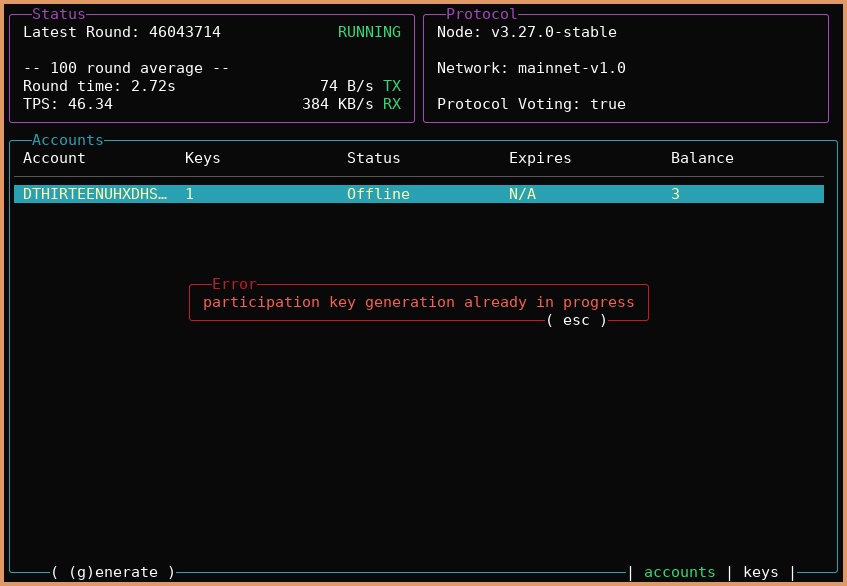 Status
Latest Round: 46043714 RUNNING
-- 100 round average --
Round time: 2.72s 74 B/s TX
TPS: 46.34 384 KB/s RX
Protocol
Node: v3.27.0-stable
Network: mainnet-v1.0
Protocol Voting: true
Accounts
Account Keys Status Expires Balance
DTHIRTEENUHXDHS… 1 Offline N/A 3
Error
participation key generation already in progress
( esc )
( (g)enerate ) | accounts | keys |